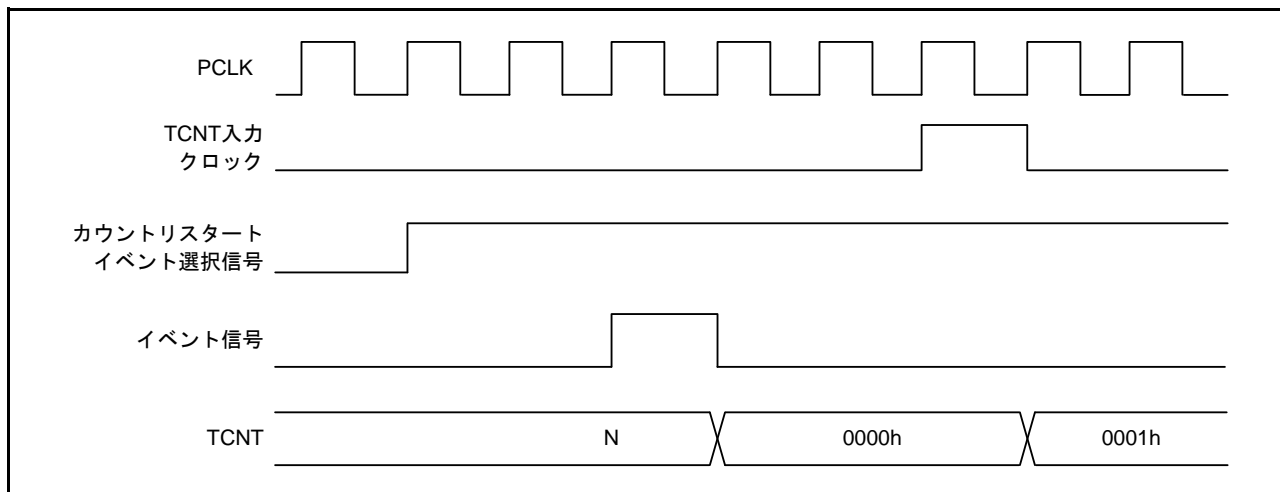 PCLK
TCNT入力
クロック
カウントリスタート
イベント選択信号
イベント信号
TCNT
N
0000h
0001h